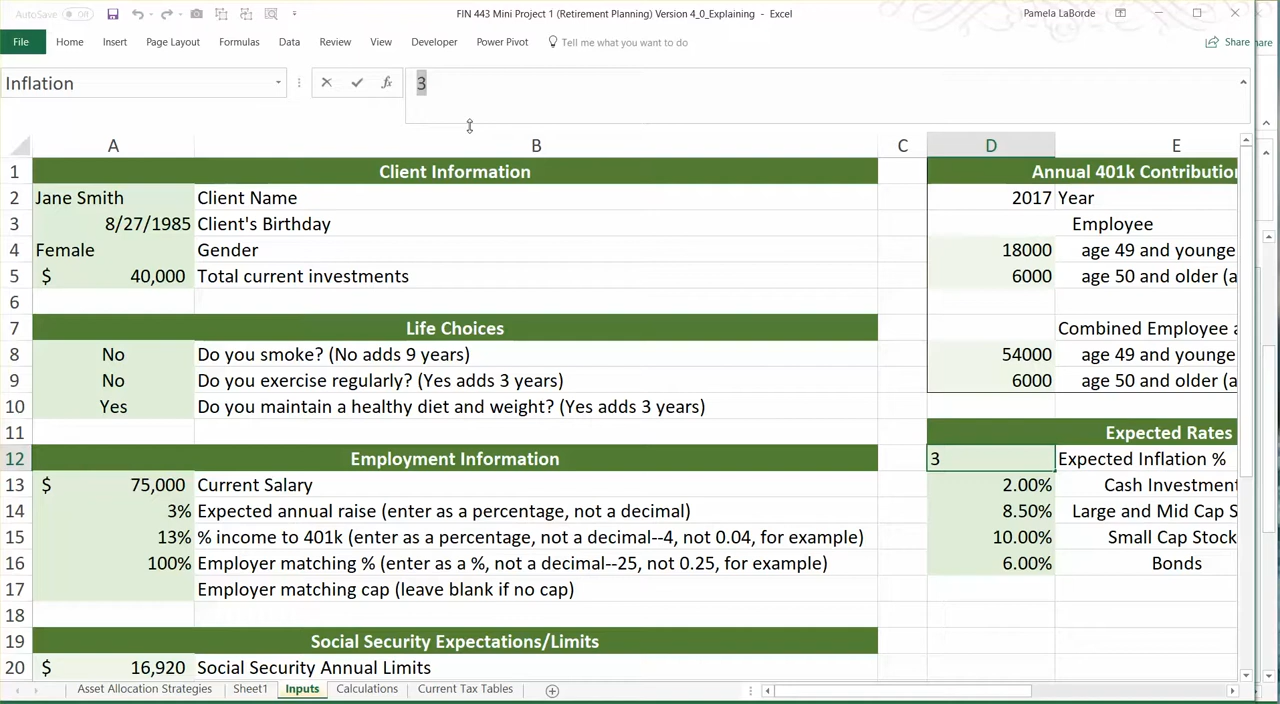 AutoSave Off
FIN 443 Mini Project 1 (Retirement Planning) Version 4_0_Explaining - Excel
Pamela LaBorde
File Home Insert Page Layout Formulas Data Review View Developer Power Pivot Tell me what you want to do Share are
Inflation fx 3
A B C D E
1 Client Information Annual 401k Contribution
2 Jane Smith Client Name 2017 Year
3 8/27/1985 Client's Birthday Employee
4 Female Gender 18000 age 49 and younge
5 $ 40,000 Total current investments 6000 age 50 and older (a
6
7 Life Choices Combined Employee a
8 No Do you smoke? (No adds 9 years) 54000 age 49 and younge
9 No Do you exercise regularly? (Yes adds 3 years) 6000 age 50 and older (a
10 Yes Do you maintain a healthy diet and weight? (Yes adds 3 years)
11 Expected Rates
12 Employment Information 3 Expected Inflation %
13 $ 75,000 Current Salary 2.00% Cash Investment
14 3% Expected annual raise (enter as a percentage, not a decimal) 8.50% Large and Mid Cap S
15 13% % income to 401k (enter as a percentage, not a decimal--4, not 0.04, for example) 10.00% Small Cap Stock
16 100% Employer matching % (enter as a %, not a decimal--25, not 0.25, for example) 6.00% Bonds
17 Employer matching cap (leave blank if no cap)
18
19 Social Security Expectations/Limits
20 $ 16,920 Social Security Annual Limits
Asset Allocation Strategies Sheet1 Inputs Calculations Current Tax Tables